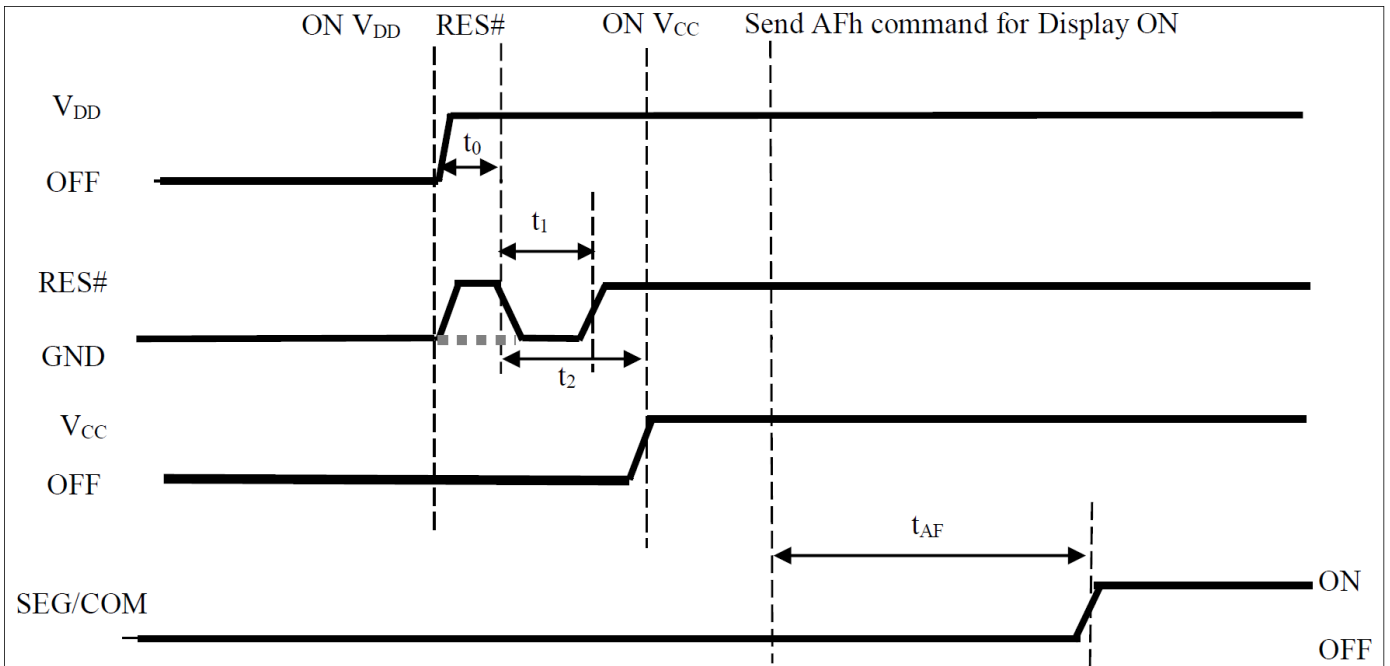 ON VDD RES# ON VCC Send AFh command for Display ON
VDD
t0
OFF
t1
RES#
GND
t2
VCC
OFF
tAF
SEG/COM
ON
OFF